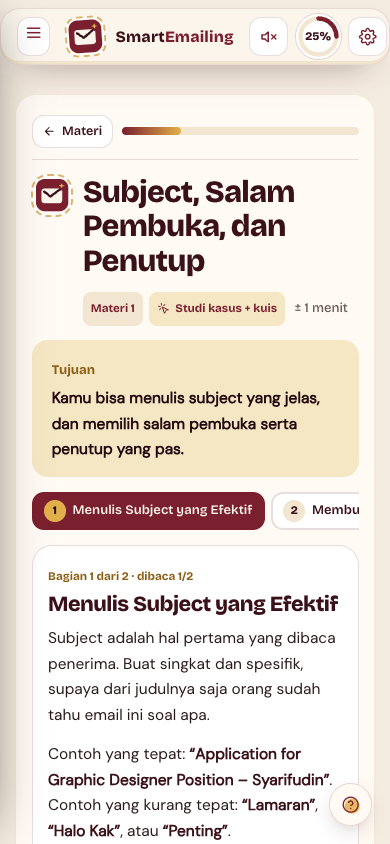 SmartEmailing
25%
← Materi
Subject, Salam
Pembuka, dan
Penutup
Materi 1
Studi kasus + kuis
± 1 menit
Tujuan
Kamu bisa menulis subject yang jelas,
dan memilih salam pembuka serta
penutup yang pas.
1 Menulis Subject yang Efektif
2 Membu
Bagian 1 dari 2 · dibaca 1/2
Menulis Subject yang Efektif
Subject adalah hal pertama yang dibaca
penerima. Buat singkat dan spesifik,
supaya dari judulnya saja orang sudah
tahu email ini soal apa.
Contoh yang tepat: “Application for
Graphic Designer Position – Syarifudin”.
Contoh yang kurang tepat: “Lamaran”,
“Halo Kak”, atau “Penting”.
?